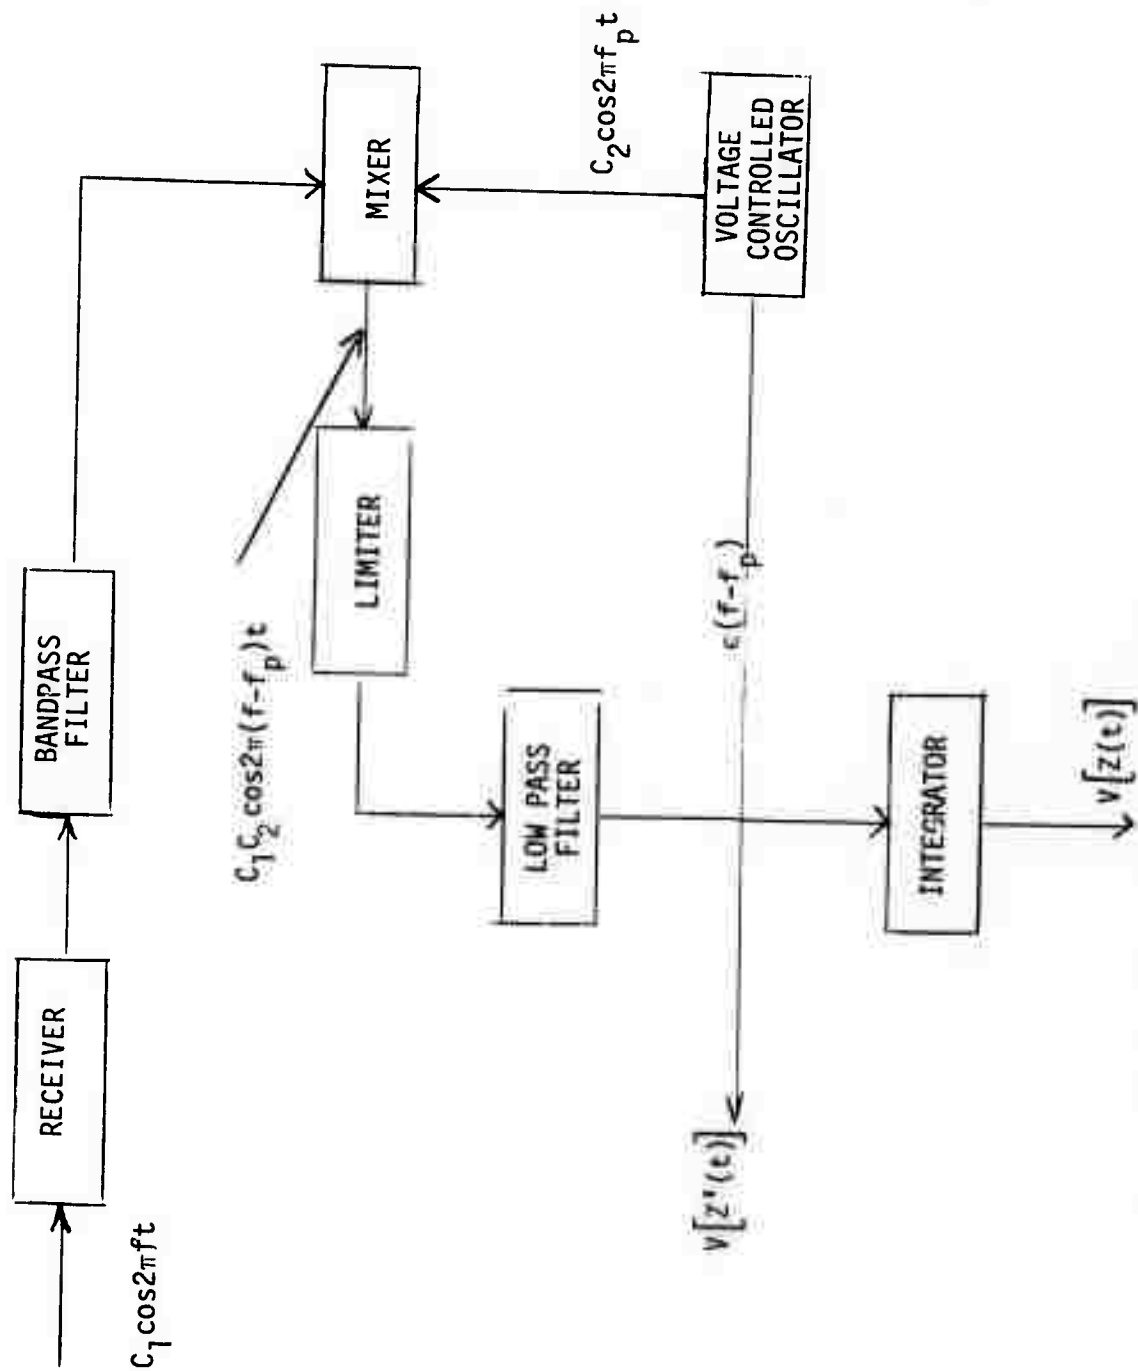 C₁cos2πft
RECEIVER
BANDPASS
FILTER
C₁C₂cos2π(f-fₚ)t
MIXER
LIMITER
C₂cos2πfₚt
LOW PASS
FILTER
VOLTAGE
CONTROLLED
OSCILLATOR
ε(f-fₚ)
V[Z'(t)]
INTEGRATOR
V[Z(t)]